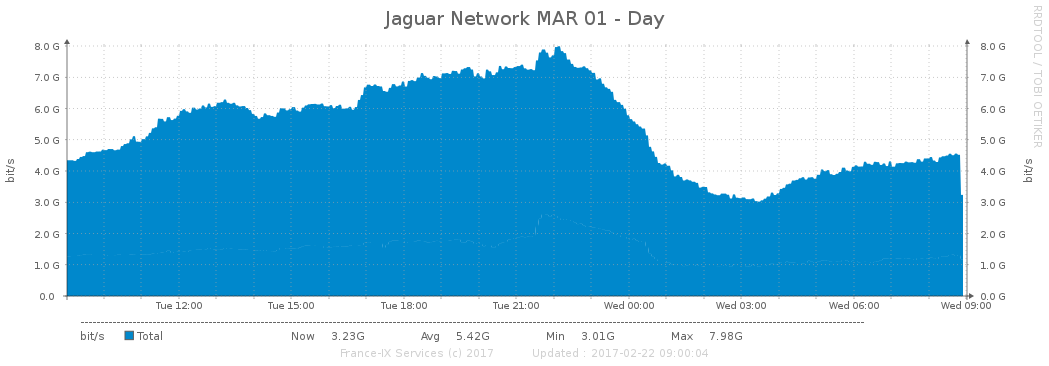 Jaguar Network MAR 01 - Day
RRDTOOL / TOBI OETIKER
8.0 G 8.0 G
7.0 G 7.0 G
6.0 G 6.0 G
5.0 G 5.0 G
4.0 G 4.0 G
3.0 G 3.0 G
2.0 G 2.0 G
1.0 G 1.0 G
0.0 0.0 G
bit/s
bit/s
Tue 12:00 Tue 15:00 Tue 18:00 Tue 21:00 Wed 00:00 Wed 03:00 Wed 06:00 Wed 09:00
bit/s Total Now 3.23G Avg 5.42G Min 3.01G Max 7.98G
France-IX Services (c) 2017 Updated : 2017-02-22 09:00:04